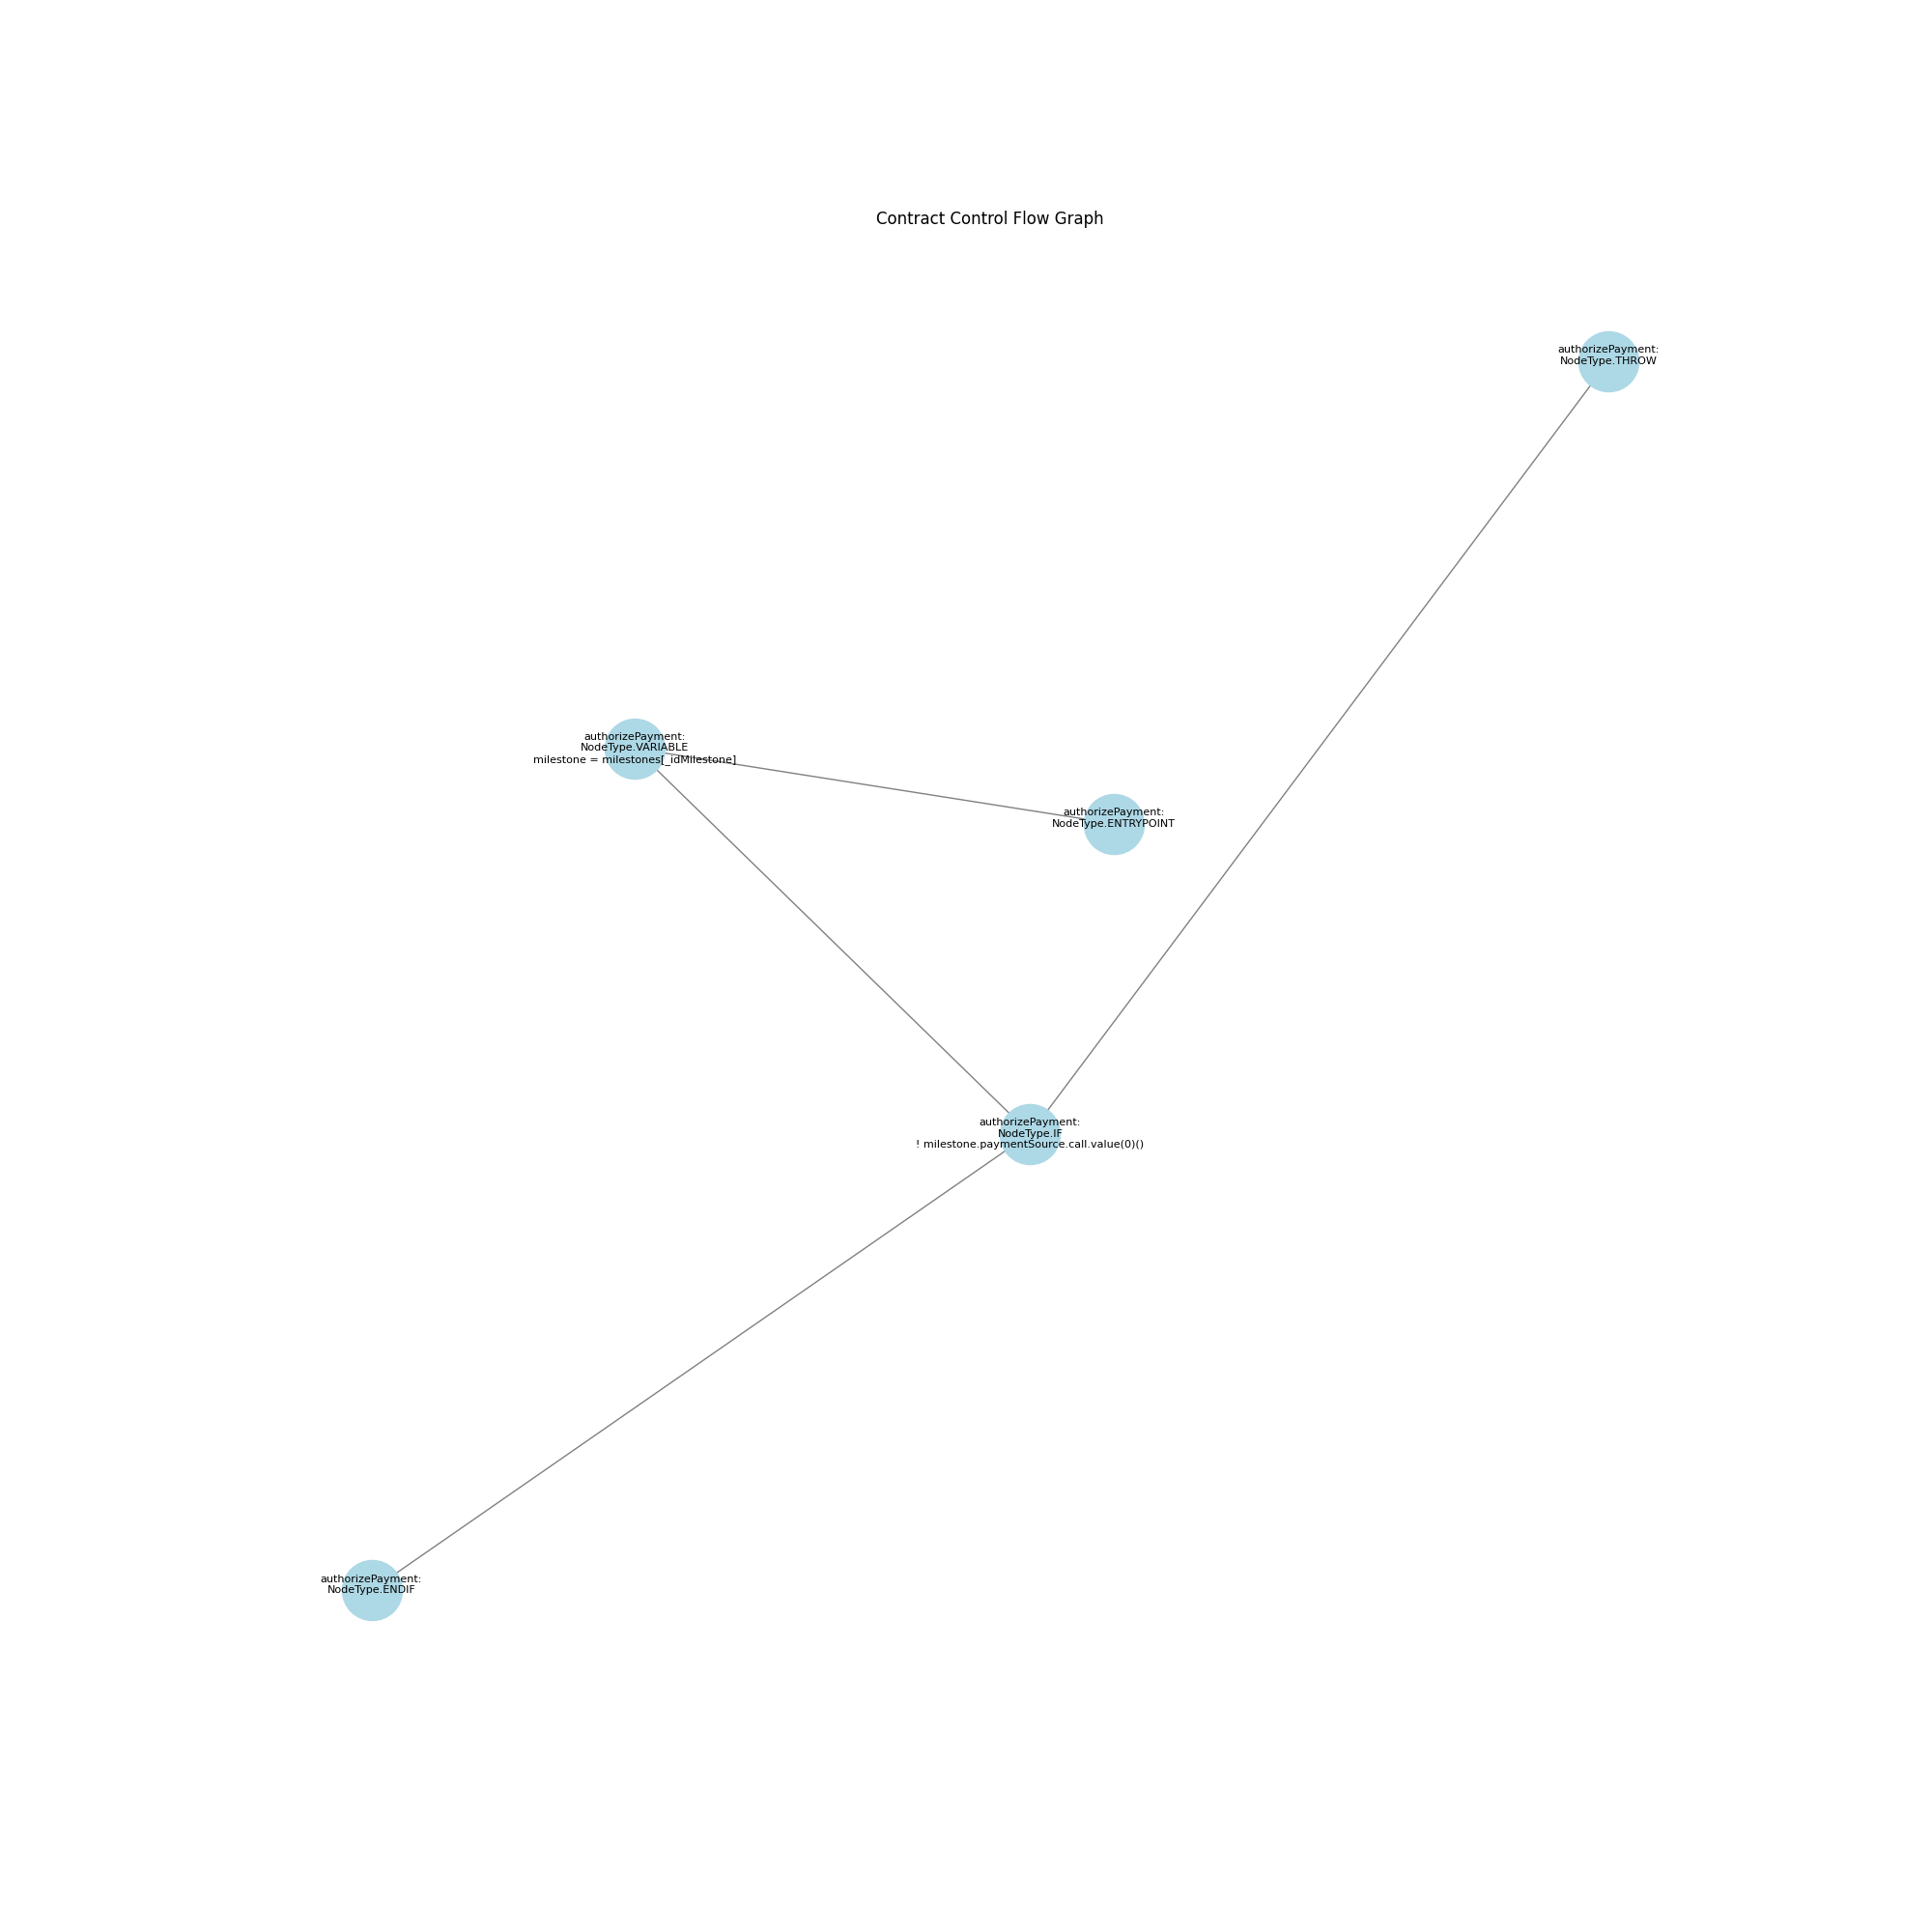 Contract Control Flow Graph
authorizePayment:
NodeType.THROW
authorizePayment:
NodeType.VARIABLE
milestone = milestones[_idMilestone]
authorizePayment:
NodeType.ENTRYPOINT
authorizePayment:
NodeType.IF
! milestone.paymentSource.call.value(0)()
authorizePayment:
NodeType.ENDIF